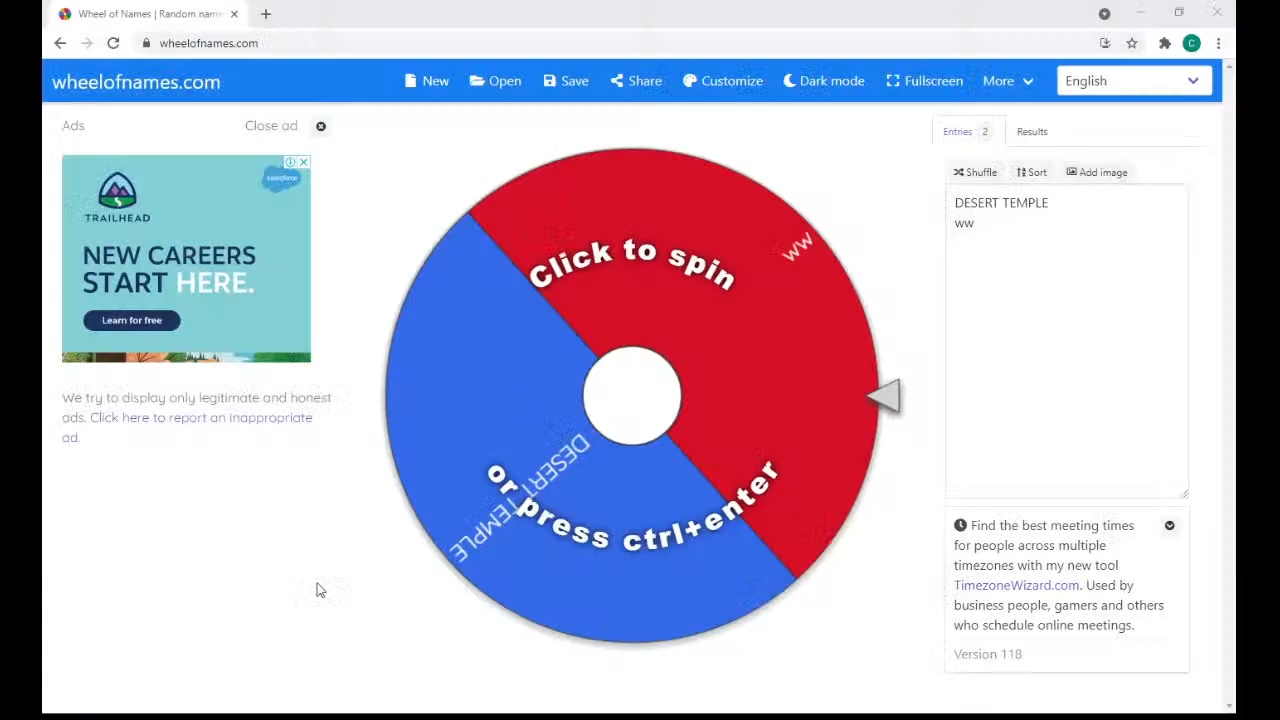 Wheel of Names | Random name
wheelofnames.com
C
wheelofnames.com
New
Open
Save
Share
Customize
Dark mode
Fullscreen
More
English
Ads
Close ad
salesforce
TRAILHEAD
NEW CAREERS
START HERE.
Learn for free
We try to display only legitimate and honest
ads. Click here to report an inappropriate
ad.
Click to spin
ww
DESERT TEMPLE
or press ctrl+enter
Entries 2
Results
Shuffle
Sort
Add image
DESERT TEMPLE
ww
Find the best meeting times
for people across multiple
timezones with my new tool
TimezoneWizard.com. Used by
business people, gamers and others
who schedule online meetings.
Version 118